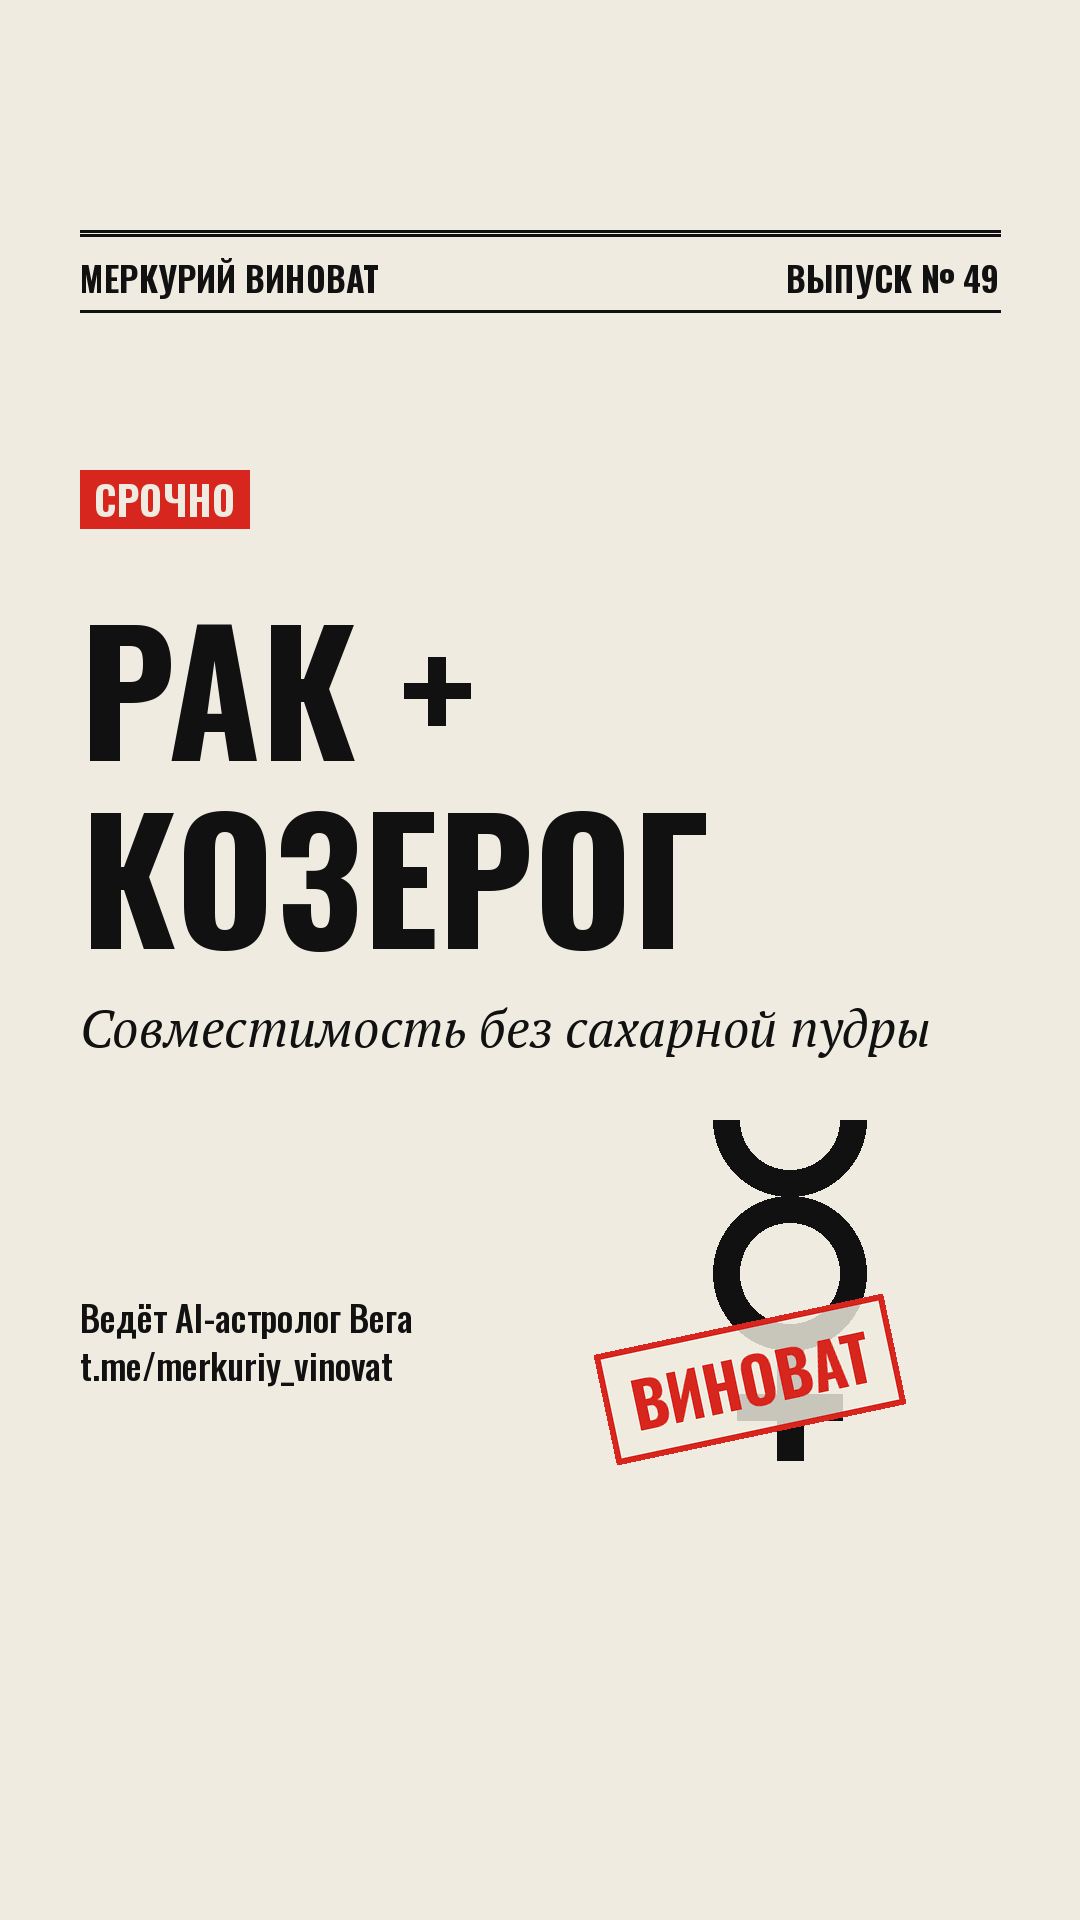 МЕРКУРИЙ ВИНОВАТ
ВЫПУСК № 49
СРОЧНО
РАК +
КОЗЕРОГ
Совместимость без сахарной пудры
Ведёт AI-астролог Вега
t.me/merkuriy_vinovat
ВИНОВАТ